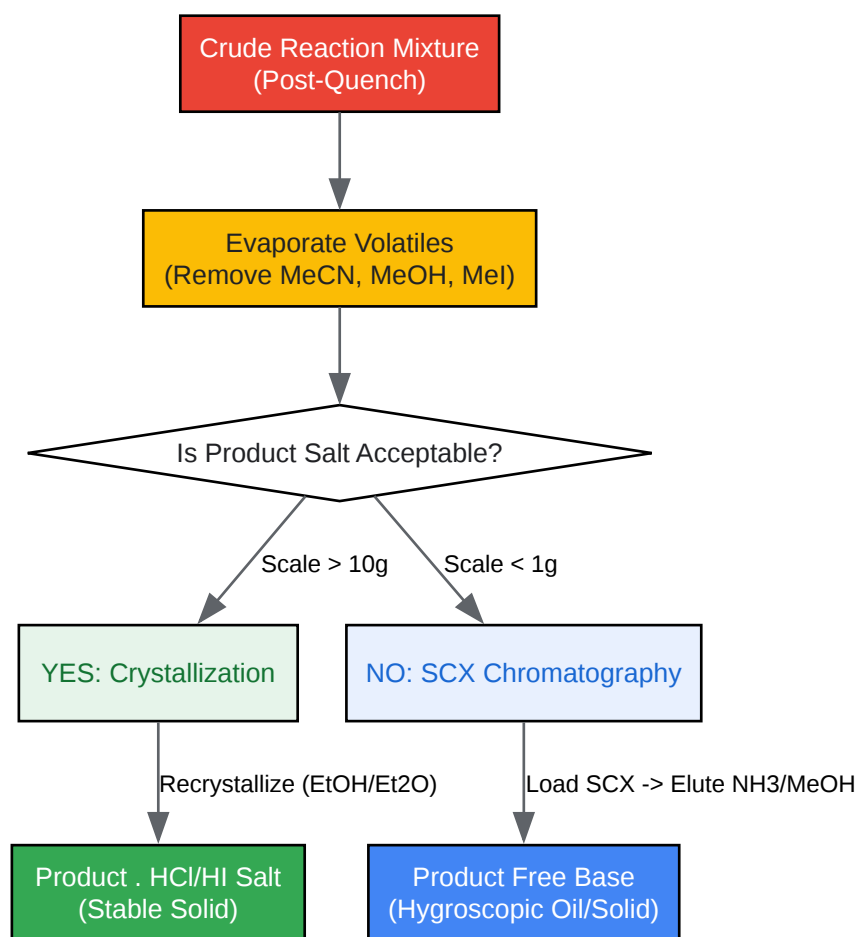 Crude Reaction Mixture
(Post-Quench)
Evaporate Volatiles
(Remove MeCN, MeOH, MeI)
Is Product Salt Acceptable?
Scale > 10g
Scale < 1g
YES: Crystallization
NO: SCX Chromatography
Recrystallize (EtOH/Et2O)
Load SCX -> Elute NH3/MeOH
Product . HCl/HI Salt
(Stable Solid)
Product Free Base
(Hygroscopic Oil/Solid)